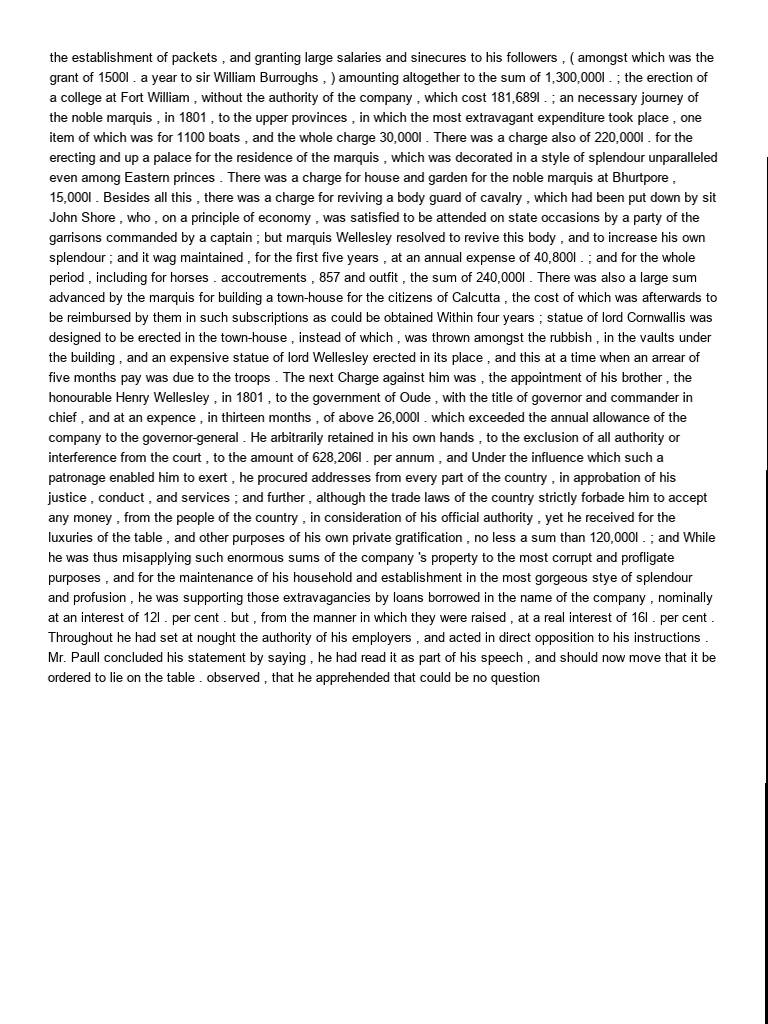 the establishment of packets , and granting large salaries and sinecures to his followers , ( amongst which was the
grant of 1500l . a year to sir William Burroughs , ) amounting altogether to the sum of 1,300,000l . ; the erection of
a college at Fort William , without the authority of the company , which cost 181,689l . ; an necessary journey of
the noble marquis , in 1801 , to the upper provinces , in which the most extravagant expenditure took place , one
item of which was for 1100 boats , and the whole charge 30,000l . There was a charge also of 220,000l . for the
erecting and up a palace for the residence of the marquis , which was decorated in a style of splendour unparalleled
even among Eastern princes . There was a charge for house and garden for the noble marquis at Bhurtpore ,
15,000l . Besides all this , there was a charge for reviving a body guard of cavalry , which had been put down by sit
John Shore , who , on a principle of economy , was satisfied to be attended on state occasions by a party of the
garrisons commanded by a captain ; but marquis Wellesley resolved to revive this body , and to increase his own
splendour ; and it wag maintained , for the first five years , at an annual expense of 40,800l . ; and for the whole
period , including for horses . accoutrements , 857 and outfit , the sum of 240,000l . There was also a large sum
advanced by the marquis for building a town-house for the citizens of Calcutta , the cost of which was afterwards to
be reimbursed by them in such subscriptions as could be obtained Within four years ; statue of lord Cornwallis was
designed to be erected in the town-house , instead of which , was thrown amongst the rubbish , in the vaults under
the building , and an expensive statue of lord Wellesley erected in its place , and this at a time when an arrear of
five months pay was due to the troops . The next Charge against him was , the appointment of his brother , the
honourable Henry Wellesley , in 1801 , to the government of Oude , with the title of governor and commander in
chief , and at an expence , in thirteen months , of above 26,000l . which exceeded the annual allowance of the
company to the governor-general . He arbitrarily retained in his own hands , to the exclusion of all authority or
interference from the court , to the amount of 628,206l . per annum , and Under the influence which such a
patronage enabled him to exert , he procured addresses from every part of the country , in approbation of his
justice , conduct , and services ; and further , although the trade laws of the country strictly forbade him to accept
any money , from the people of the country , in consideration of his official authority , yet he received for the
luxuries of the table , and other purposes of his own private gratification , no less a sum than 120,000l . ; and While
he was thus misapplying such enormous sums of the company 's property to the most corrupt and profligate
purposes , and for the maintenance of his household and establishment in the most gorgeous stye of splendour
and profusion , he was supporting those extravagancies by loans borrowed in the name of the company , nominally
at an interest of 12l . per cent . but , from the manner in which they were raised , at a real interest of 16l . per cent .
Throughout he had set at nought the authority of his employers , and acted in direct opposition to his instructions .
Mr. Paull concluded his statement by saying , he had read it as part of his speech , and should now move that it be
ordered to lie on the table . observed , that he apprehended that could be no question